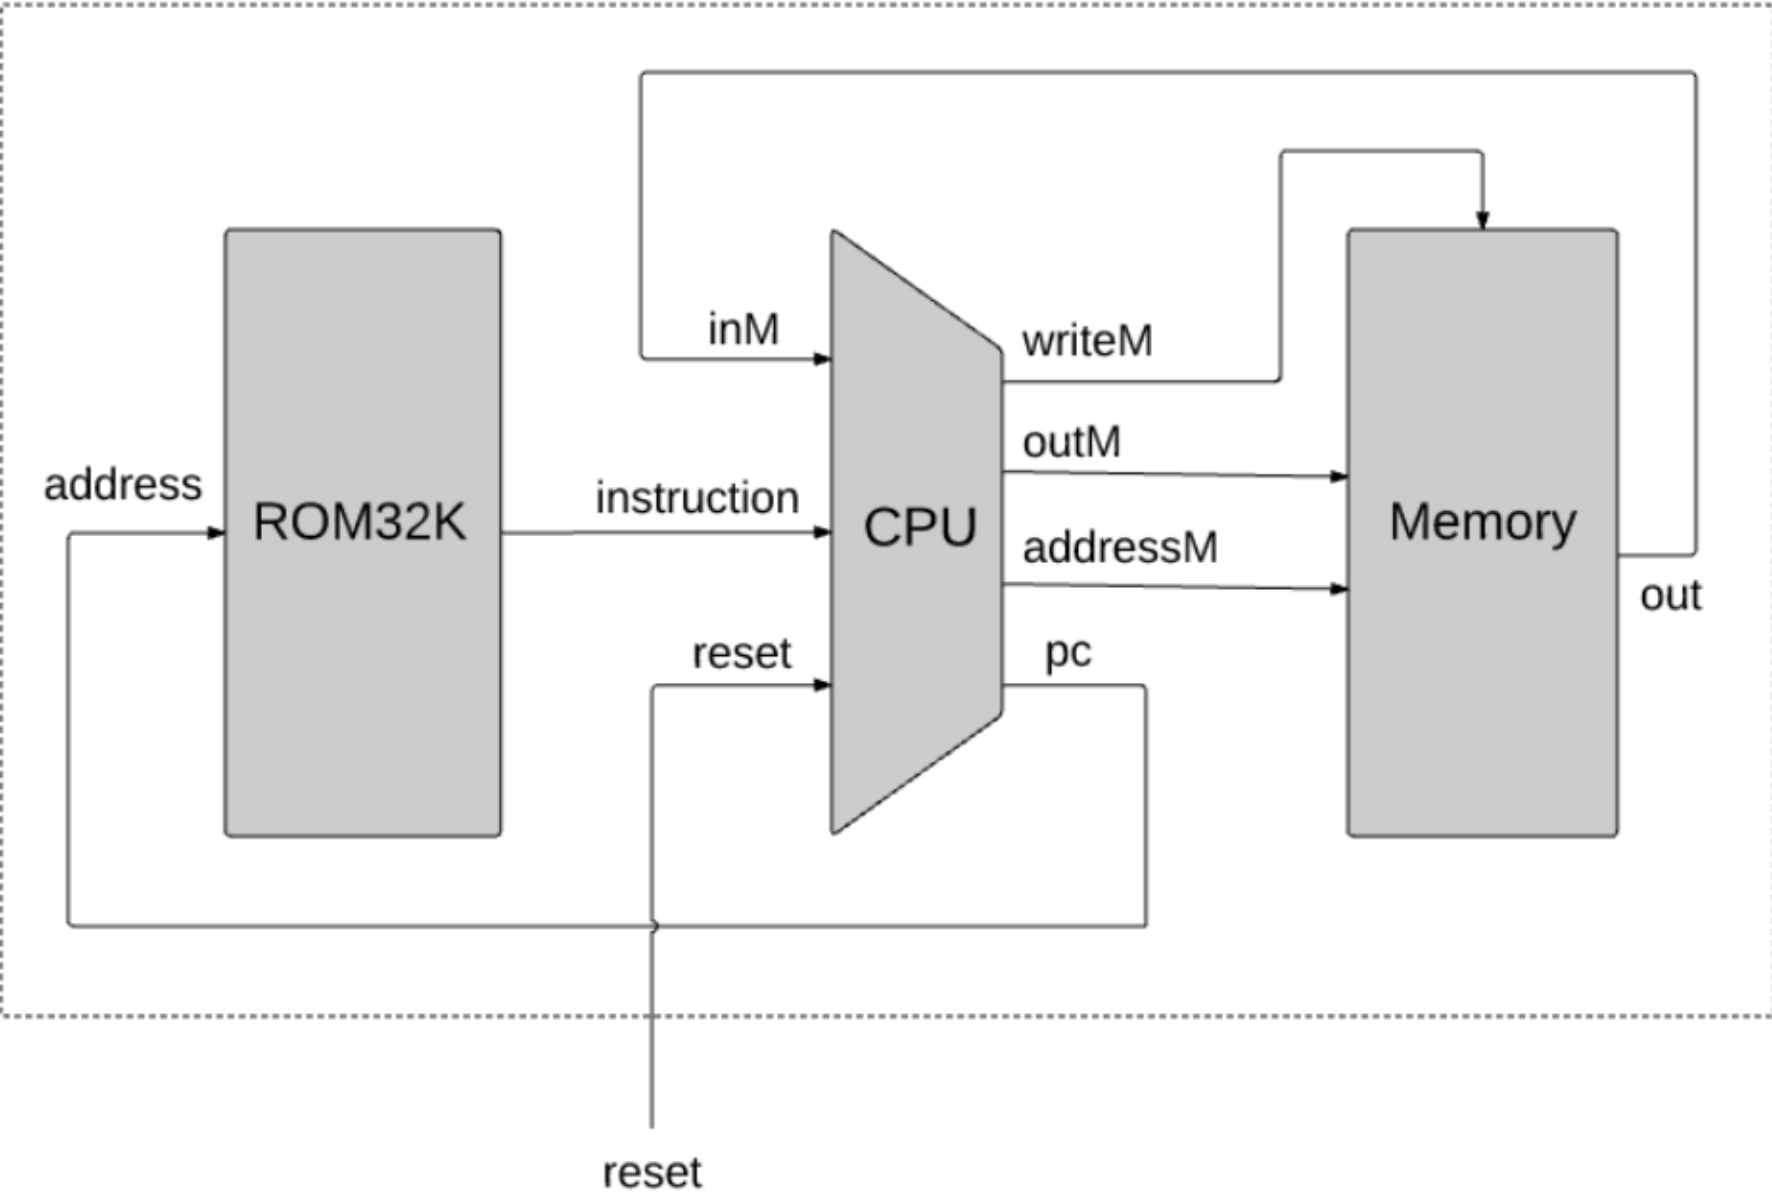 inM
writeM
outM
address
instruction
ROM32K
CPU
Memory
addressM
out
reset
pc
reset